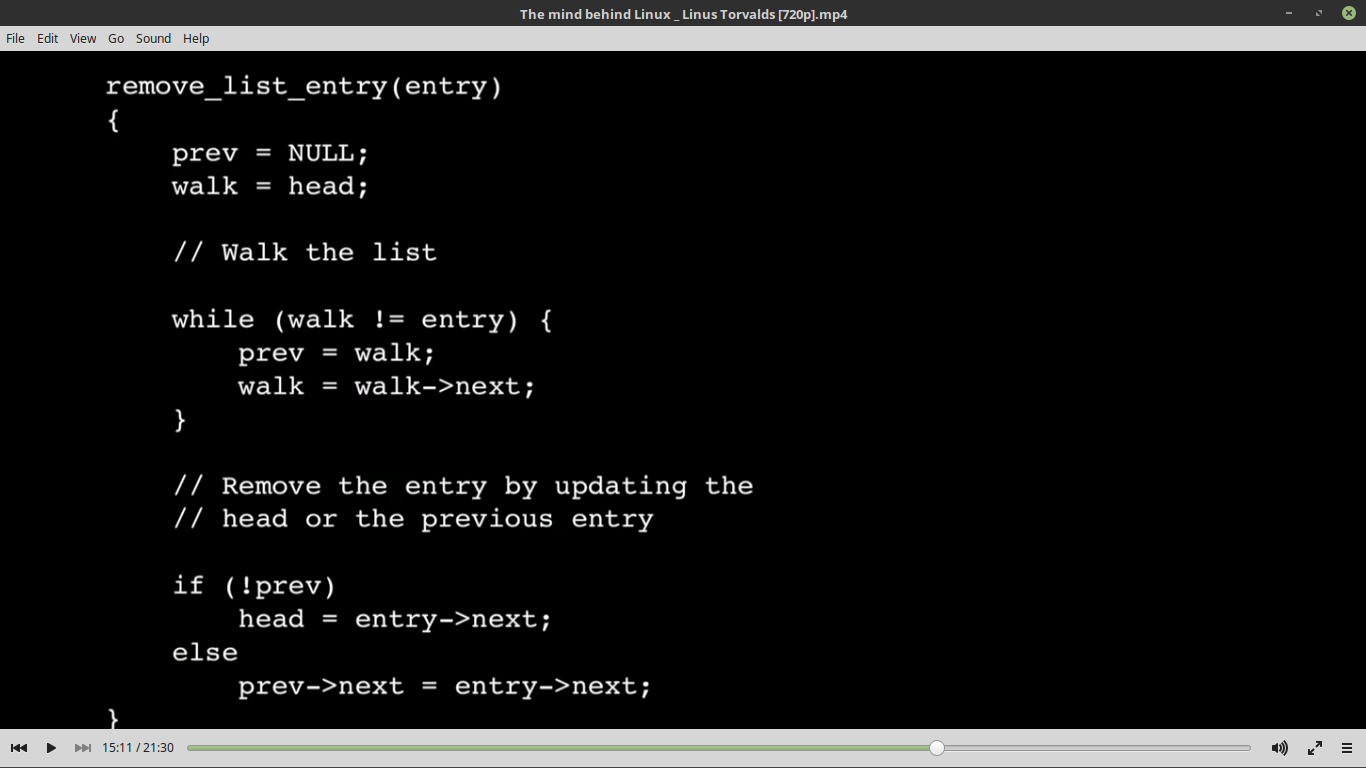 The mind behind Linux _ Linus Torvalds [720p].mp4
File Edit View Go Sound Help
remove_list_entry(entry)
{
    prev = NULL;
    walk = head;
    // Walk the list
    while (walk != entry) {
        prev = walk;
        walk = walk->next;
    }
    // Remove the entry by updating the
    // head or the previous entry
    if (!prev)
        head = entry->next;
    else
        prev->next = entry->next;
}
15:11 / 21:30